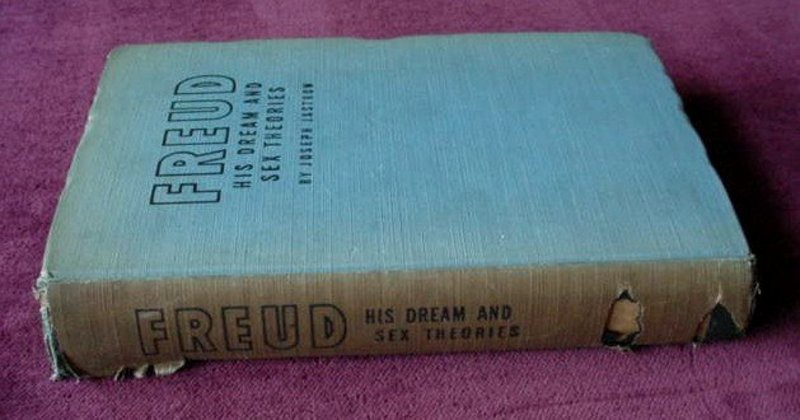 FREUD
HIS DREAM AND
SEX THEORIES
BY JOSEPH JASTROW
FREUD
HIS DREAM AND
SEX THEORIES